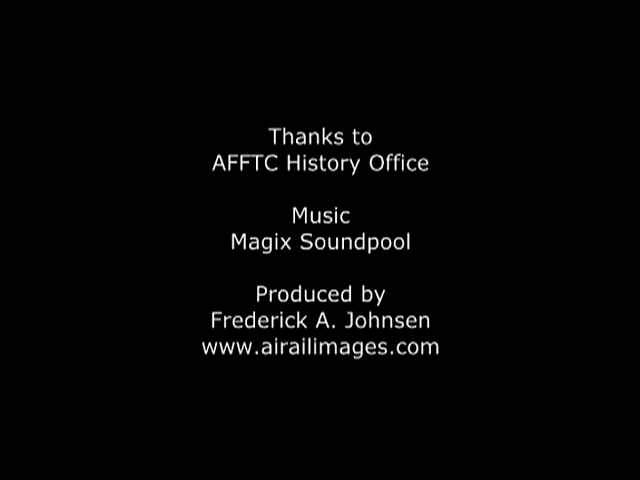 Thanks to
AFFTC History Office
Music
Magix Soundpool
Produced by
Frederick A. Johnsen
www.airailimages.com